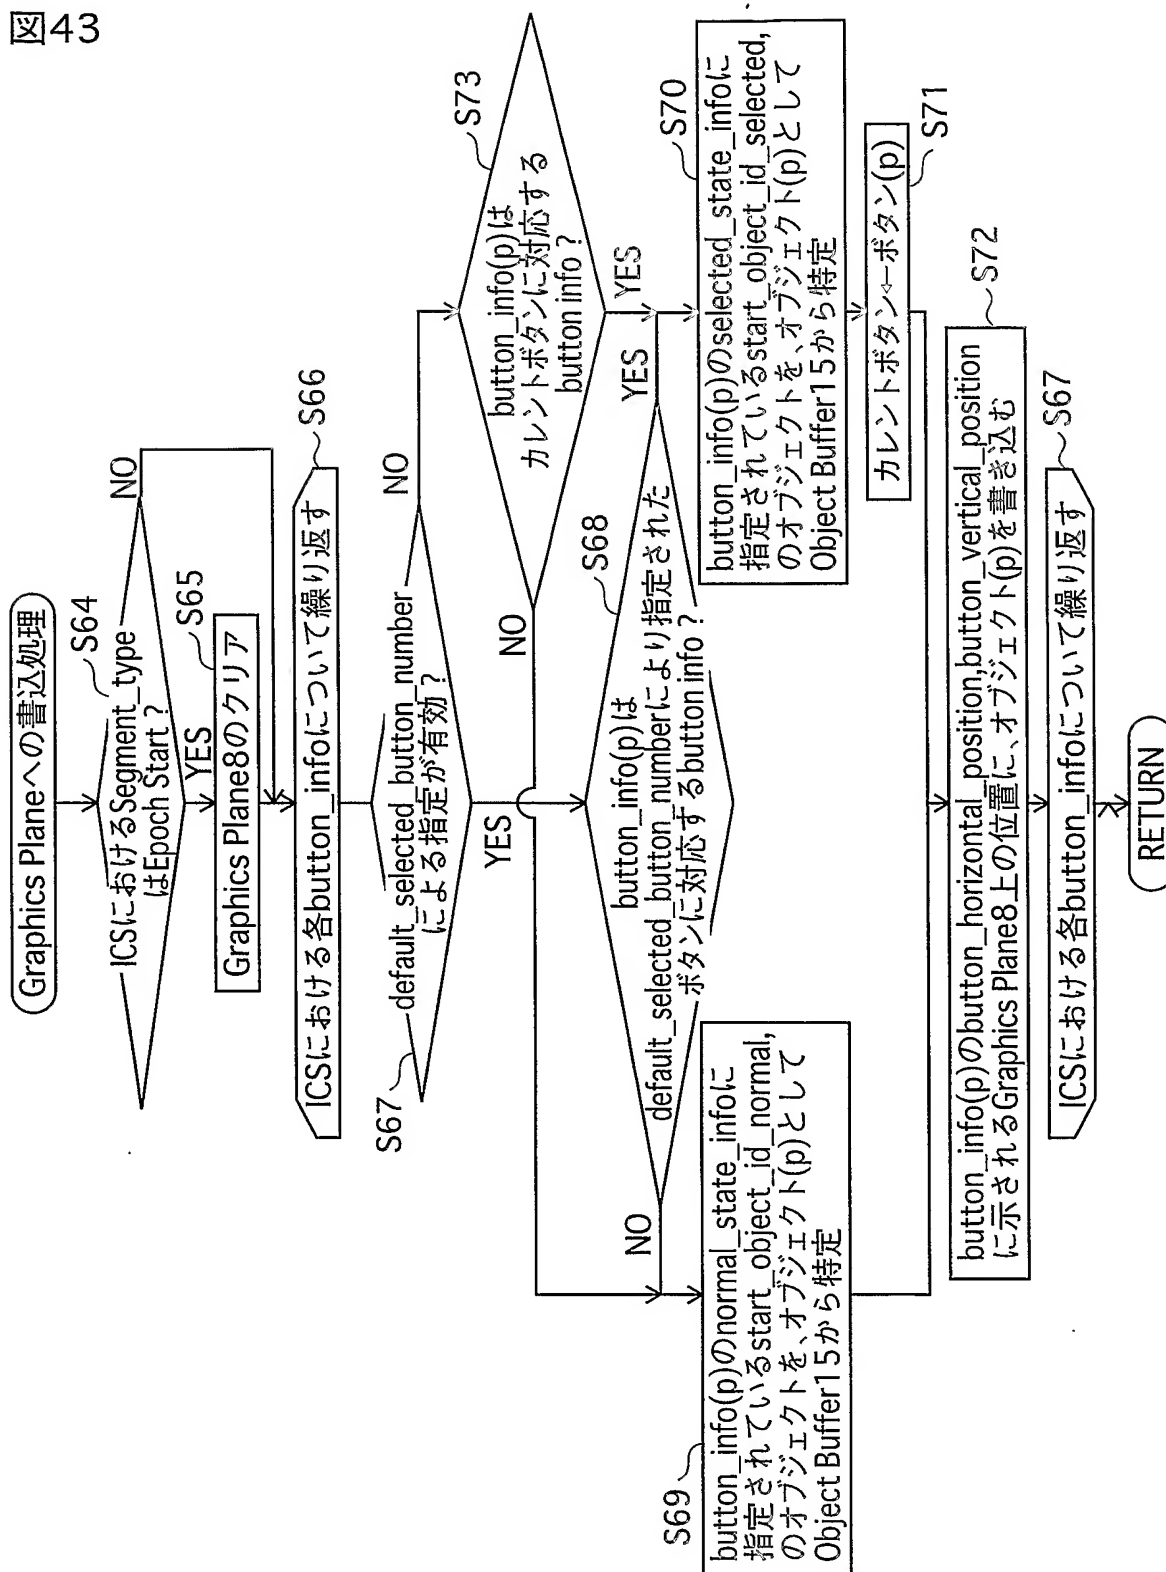 図43
Graphics Planeへの書込処理
S64
ICSにおけるSegment_type
はEpoch Start？
NO
YES
S65
Graphics Plane8のクリア
S66
ICSにおける各button_infoについて繰り返す
S67
default_selected_button_number
による指定が有効？
NO
YES
S73
button_info(p)は
カレントボタンに対応する
button info？
NO
YES
S68
button_info(p)は
default_selected_button_numberにより指定された
ボタンに対応するbutton info？
NO
YES
S69
button_info(p)のnormal_state_infoに
指定されているstart_object_id_normal,
のオブジェクトを、オブジェクト(p)として
Object Buffer15から特定
S70
button_info(p)のselected_state_infoに
指定されているstart_object_id_selected,
のオブジェクトを、オブジェクト(p)として
Object Buffer15から特定
S71
カレントボタン←ボタン(p)
S72
button_info(p)のbutton_horizontal_position,button_vertical_position
に示されるGraphics Plane8上の位置に、オブジェクト(p)を書き込む
S67
ICSにおける各button_infoについて繰り返す
RETURN